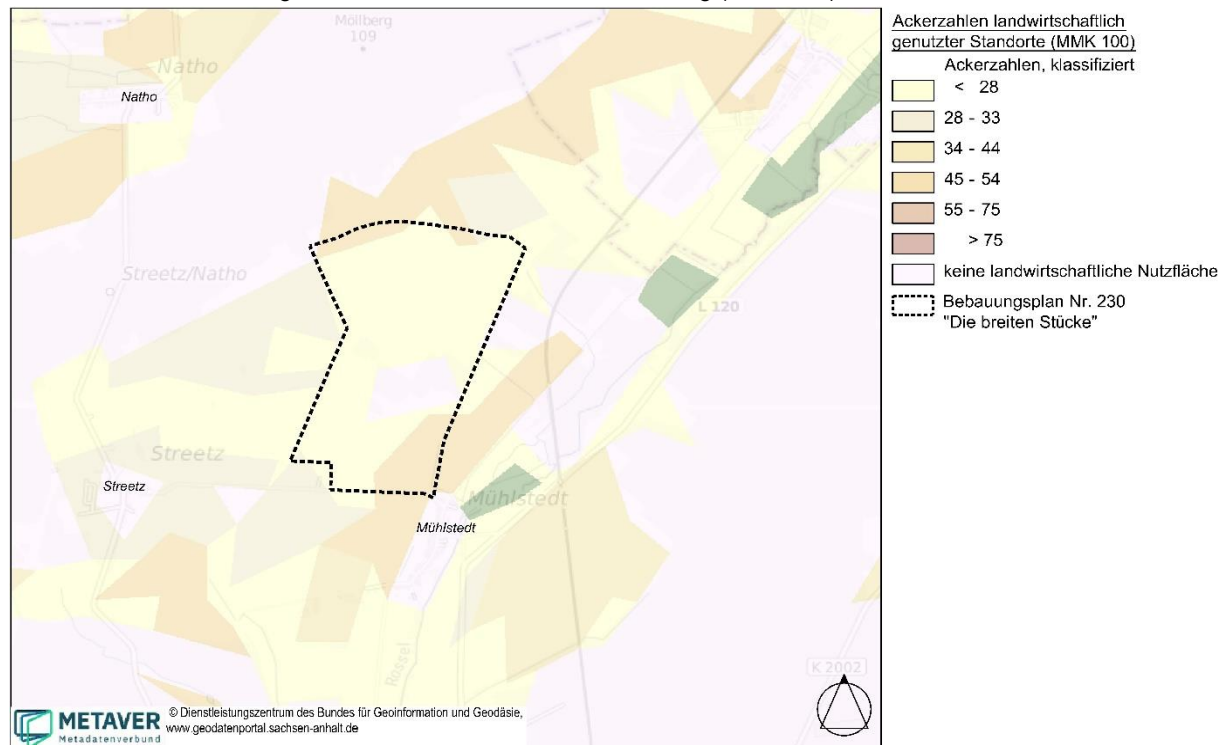 Möllberg
109
Natho
Natho
Streetz/Natho
L 120
Streetz
Streetz
Mühlstedt
Mühlstedt
Rossel
K 2002
METAVER
Metadatenverbund
© Dienstleistungszentrum des Bundes für Geoinformation und Geodäsie,
www.geodatenportal.sachsen-anhalt.de
Ackerzahlen landwirtschaftlich
genutzter Standorte (MMK 100)
Ackerzahlen, klassifiziert
< 28
28 - 33
34 - 44
45 - 54
55 - 75
> 75
keine landwirtschaftliche Nutzfläche
Bebauungsplan Nr. 230
"Die breiten Stücke"